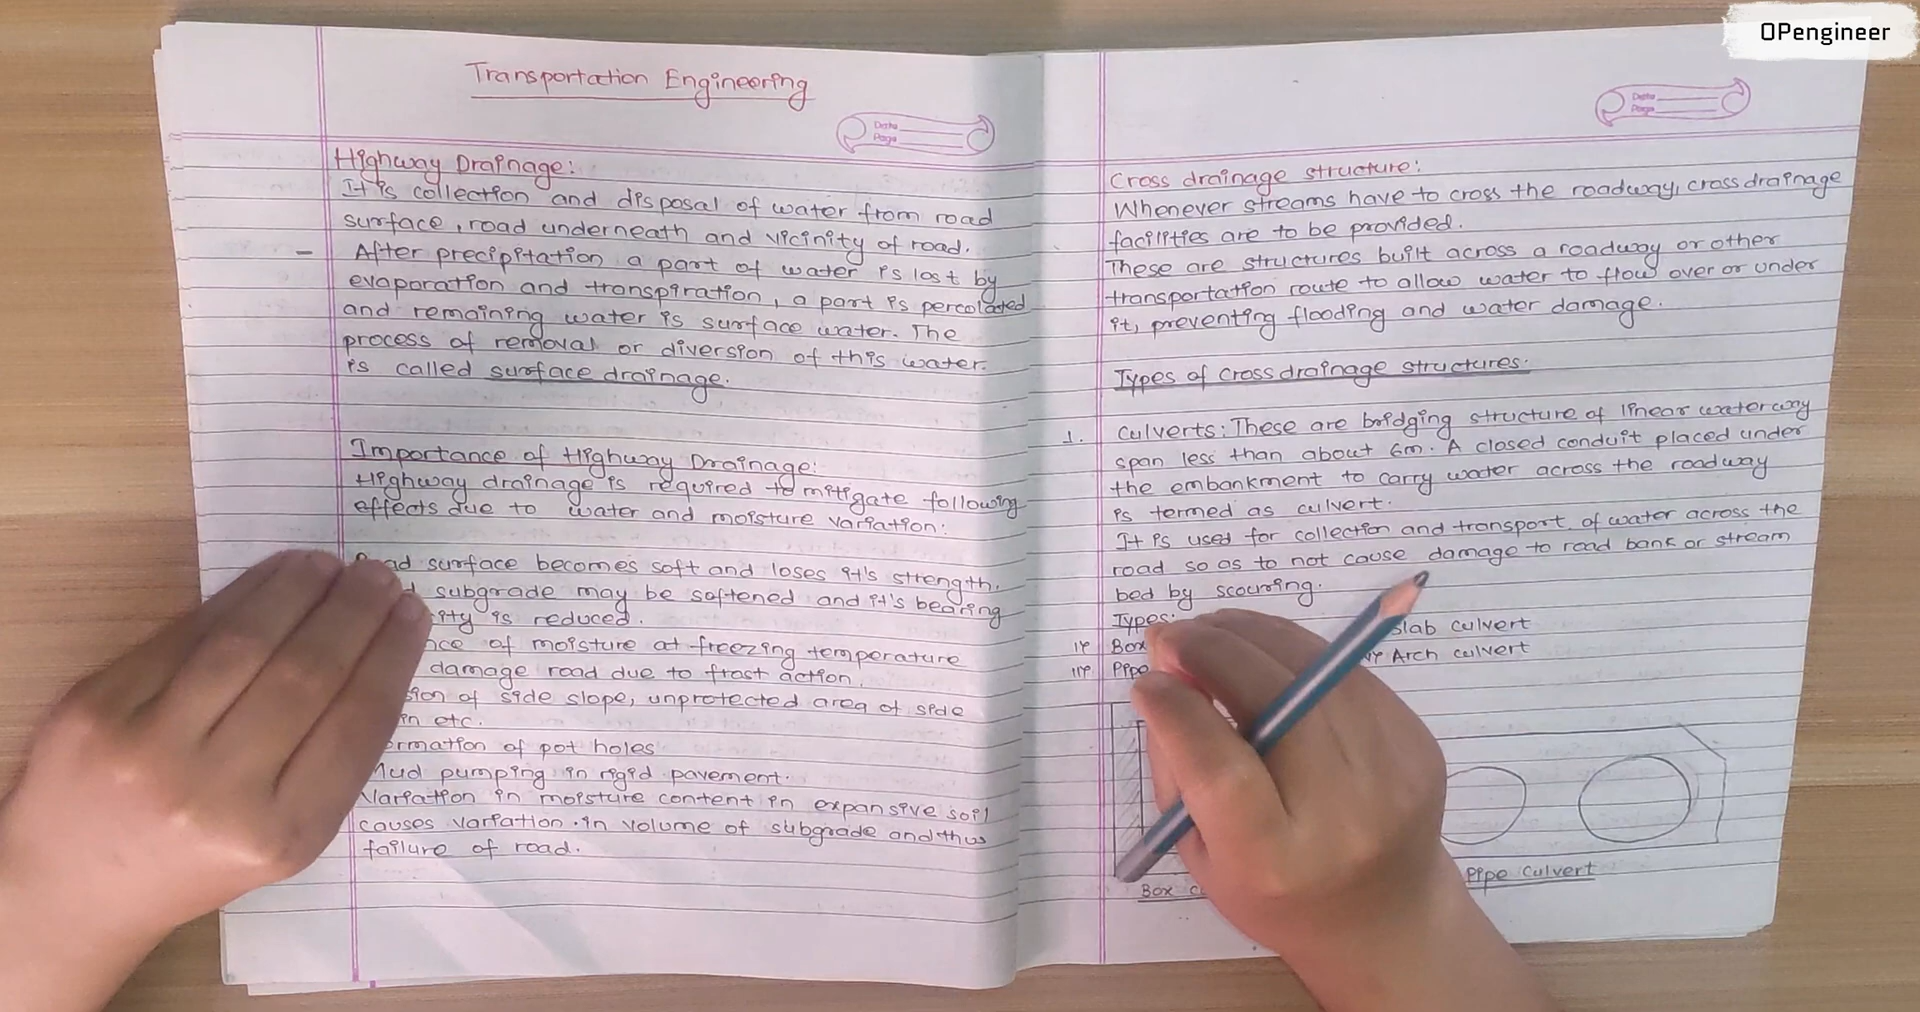 OPengineer
Transportation Engineering
Date
Page
Highway Drainage:
It is collection and disposal of water from road
surface, road underneath and vicinity of road.
- After precipitation a part of water is lost by
evaporation and transpiration, a part is percolated
and remaining water is surface water. The
process of removal or diversion of this water
is called surface drainage.
Importance of Highway Drainage:
Highway drainage is required to mitigate following
effects due to water and moisture variation:
surface becomes soft and loses it's strength.
subgrade may be softened and it's bearing
is reduced.
of moisture at freezing temperature
damage road due to frost action.
of side slope, unprotected area of side
etc.
of pot holes
Mud pumping in rigid pavement.
Variation in moisture content in expansive soil
causes variation in volume of subgrade and thus
failure of road.
Date
Page
Cross drainage structure:
Whenever streams have to cross the roadway, cross drainage
facilities are to be provided.
These are structures built across a roadway or other
transportation route to allow water to flow over or under
it, preventing flooding and water damage.
Types of cross drainage structures:
1. Culverts: These are bridging structure of linear waterway
span less than about 6m. A closed conduit placed under
the embankment to carry water across the roadway
is termed as culvert.
It is used for collection and transport of water across the
road so as to not cause damage to road bank or stream
bed by scouring.
Types:
i) Box slab culvert
Pipe Arch culvert
Box
Pipe Culvert